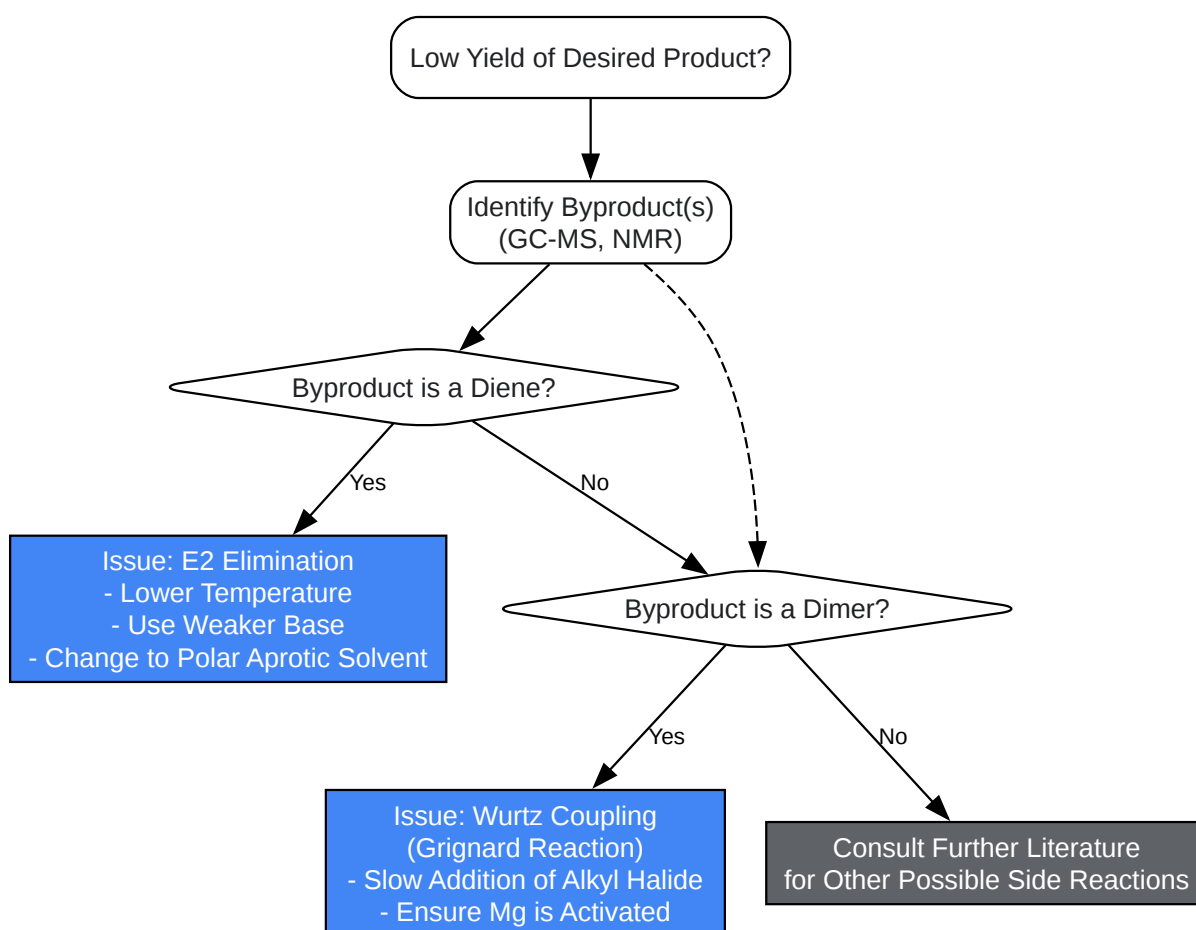 Low Yield of Desired Product?
Identify Byproduct(s)
(GC-MS, NMR)
Byproduct is a Diene?
Yes
No
Issue: E2 Elimination
- Lower Temperature
- Use Weaker Base
- Change to Polar Aprotic Solvent
Byproduct is a Dimer?
Yes
No
Issue: Wurtz Coupling
(Grignard Reaction)
- Slow Addition of Alkyl Halide
- Ensure Mg is Activated
Consult Further Literature
for Other Possible Side Reactions